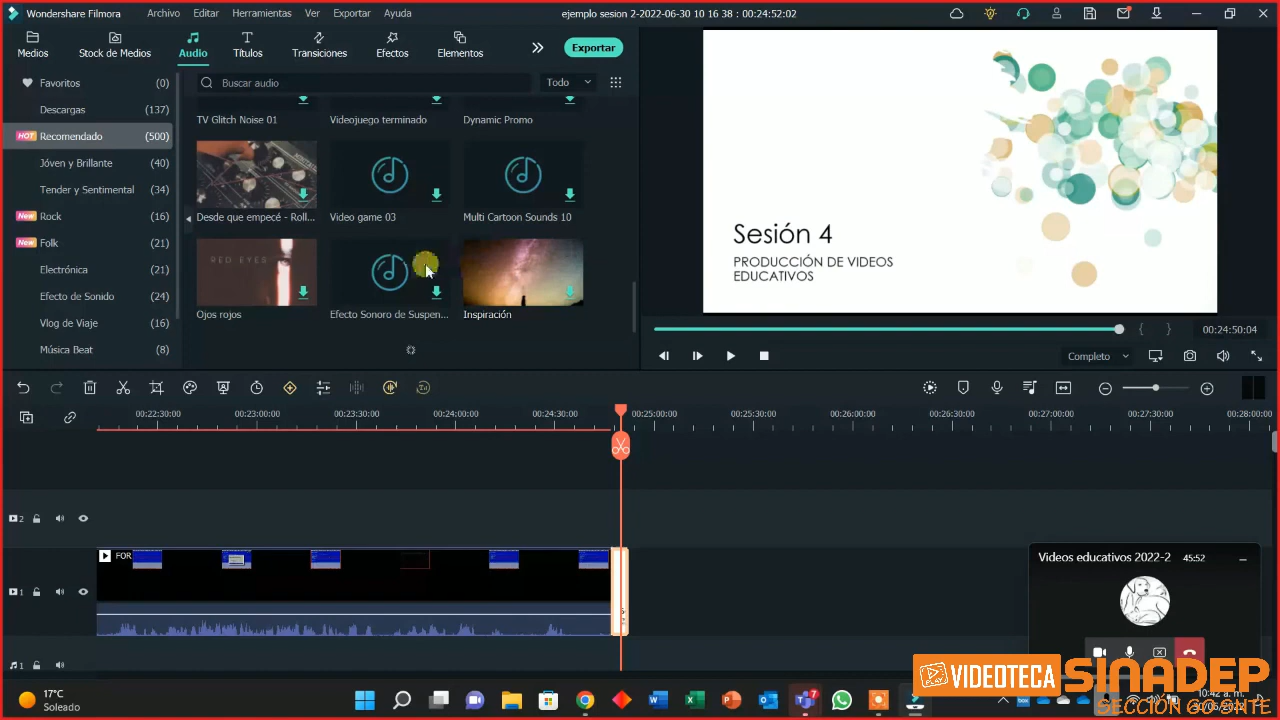 Wondershare Filmora
Archivo
Editar
Herramientas
Ver
Exportar
Ayuda
ejemplo sesion 2-2022-06-30 10 16 38 : 00:24:52:02
Medios
Stock de Medios
Audio
Títulos
Transiciones
Efectos
Elementos
Exportar
Favoritos (0)
Descargas (137)
HOT Recomendado (500)
Jóven y Brillante (40)
Tender y Sentimental (34)
New Rock (16)
New Folk (21)
Electrónica (21)
Efecto de Sonido (24)
Vlog de Viaje (16)
Música Beat (8)
Buscar audio
Todo
TV Glitch Noise 01
Videojuego terminado
Dynamic Promo
Desde que empecé - Roll...
Video game 03
Multi Cartoon Sounds 10
RED EYES
Ojos rojos
Efecto Sonoro de Suspen...
Inspiración
Sesión 4
PRODUCCIÓN DE VIDEOS
EDUCATIVOS
00:24:50:04
Completo
00:22:30:00
00:23:00:00
00:23:30:00
00:24:00:00
00:24:30:00
00:25:00:00
00:25:30:00
00:26:00:00
00:26:30:00
00:27:00:00
00:27:30:00
00:28:00:00
2
FOR
1
1
Videos educativos 2022-2 45:52
PLAY VIDEOTECA SINADEP
17°C
Soleado
7
10:42 a. m.